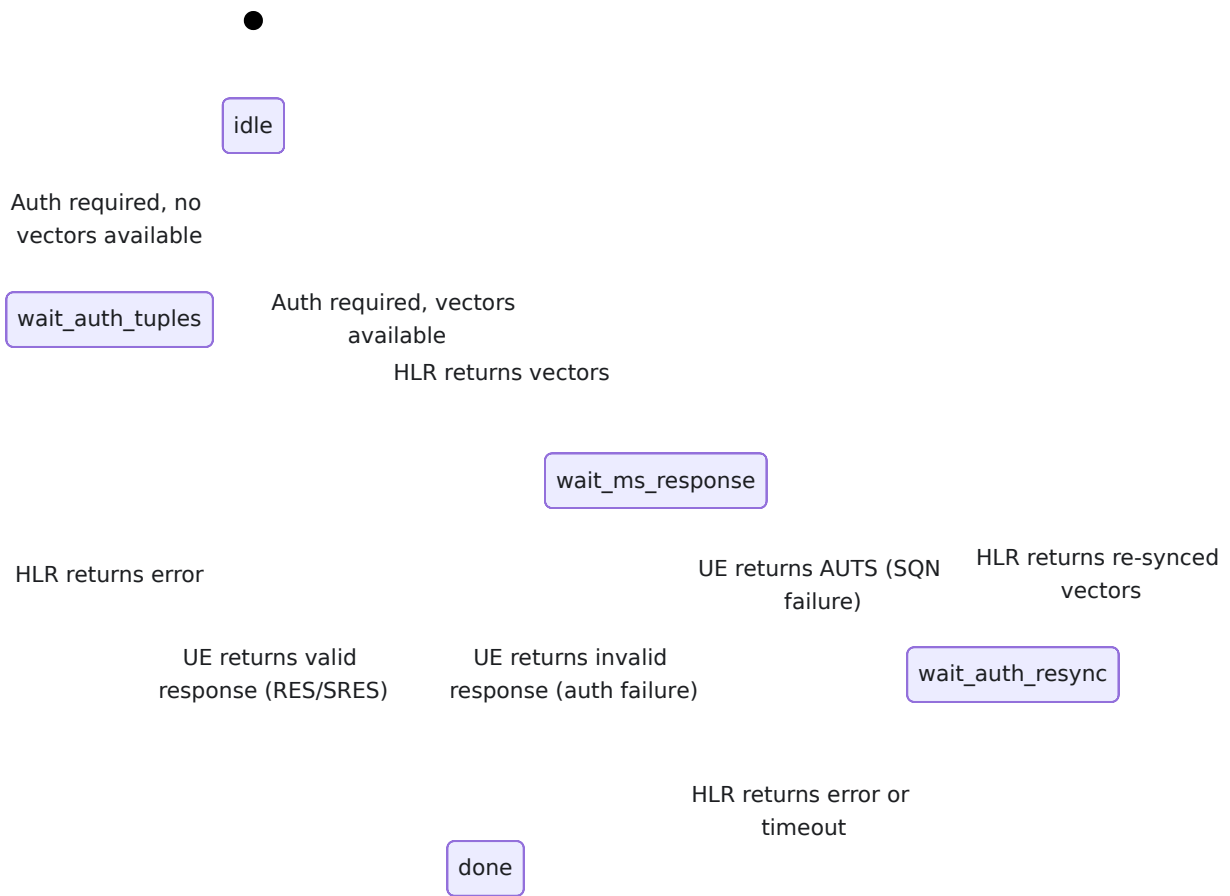 idle
Auth required, no
vectors available
wait_auth_tuples
Auth required, vectors
available
HLR returns vectors
wait_ms_response
HLR returns error
UE returns AUTS (SQN
failure)
HLR returns re-synced
vectors
UE returns valid
response (RES/SRES)
UE returns invalid
response (auth failure)
wait_auth_resync
HLR returns error or
timeout
done